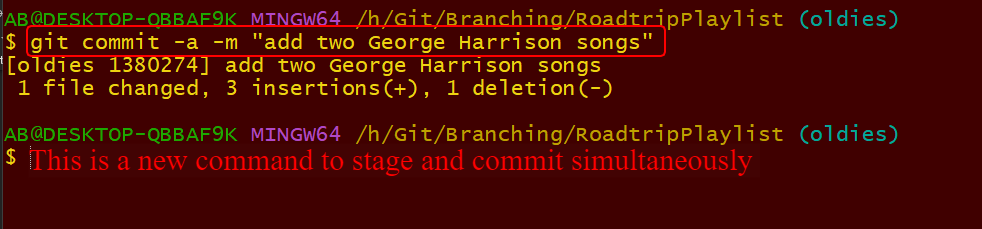 AB@DESKTOP-QBBAF9K MINGW64 /h/Git/Branching/RoadtripPlaylist (oldies)
$ git commit -a -m "add two George Harrison songs"
[oldies 1380274] add two George Harrison songs
 1 file changed, 3 insertions(+), 1 deletion(-)
AB@DESKTOP-QBBAF9K MINGW64 /h/Git/Branching/RoadtripPlaylist (oldies)
$ This is a new command to stage and commit simultaneously